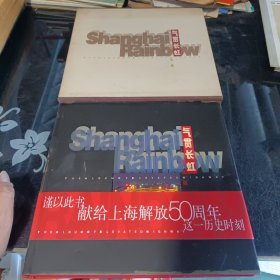 Shanghai
Rainbow
气贯长虹
Shanghai
Rainbow
气贯长虹
谨以此书
献给上海解放50周年
这一历史时刻